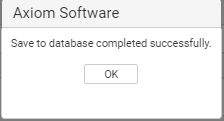 Axiom Software
Save to database completed successfully.
OK